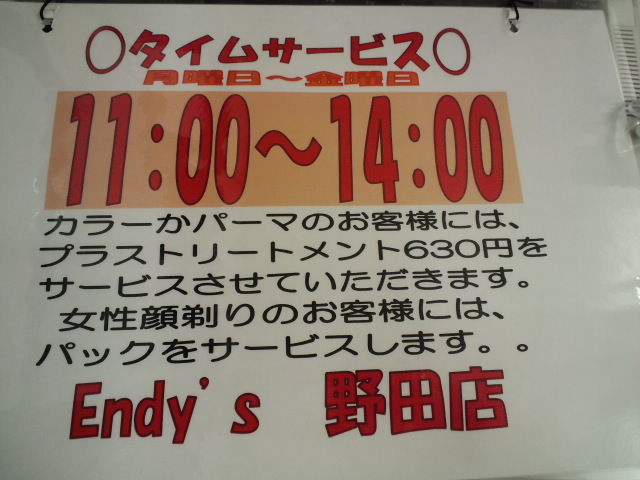 ○タイムサービス○
月曜日～金曜日
11:00～14:00
カラーかパーマのお客様には、
プラストリートメント630円を
サービスさせていただきます。
女性顔剃りのお客様には、
パックをサービスします。。
Endy's 野田店